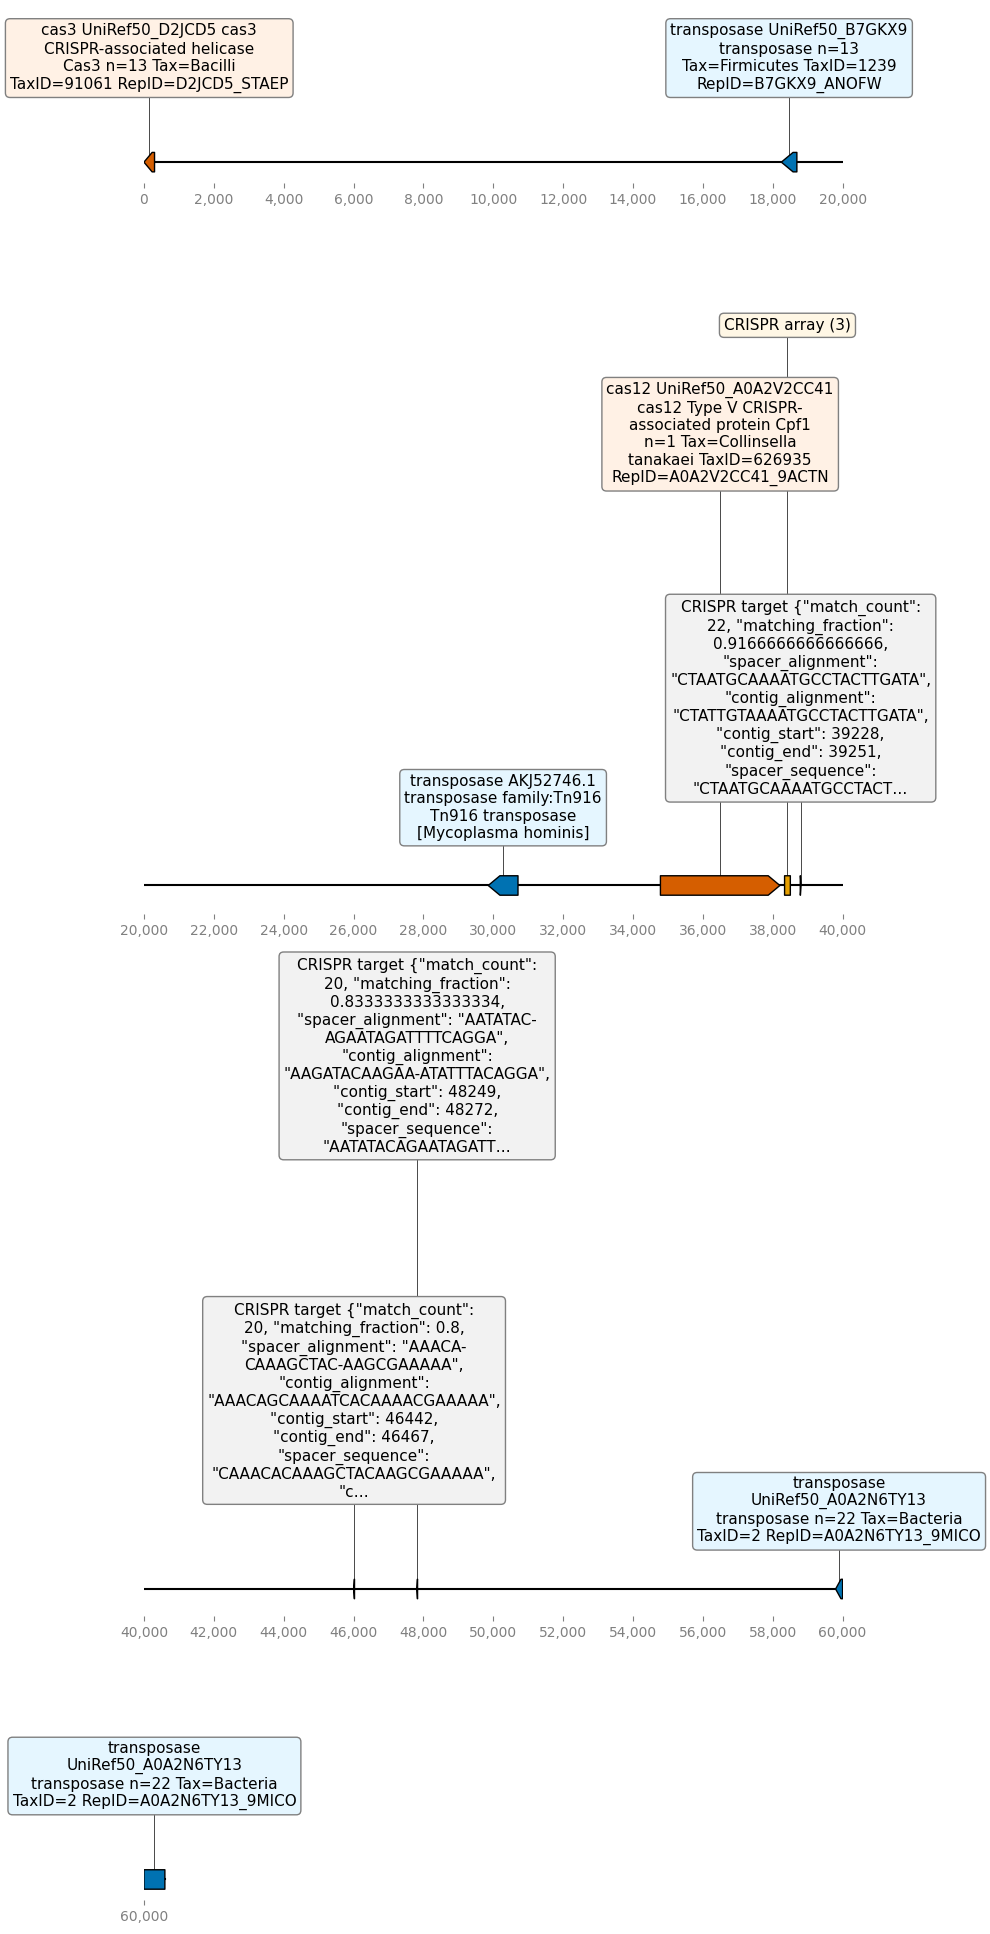 cas3 UniRef50_D2JCD5 cas3
CRISPR-associated helicase
Cas3 n=13 Tax=Bacilli
TaxID=91061 RepID=D2JCD5_STAEP
transposase UniRef50_B7GKX9
transposase n=13
Tax=Firmicutes TaxID=1239
RepID=B7GKX9_ANOFW
0 2,000 4,000 6,000 8,000 10,000 12,000 14,000 16,000 18,000 20,000
CRISPR array (3)
cas12 UniRef50_A0A2V2CC41
cas12 Type V CRISPR-
associated protein Cpf1
n=1 Tax=Collinsella
tanakaei TaxID=626935
RepID=A0A2V2CC41_9ACTN
CRISPR target {"match_count":
22, "matching_fraction":
0.9166666666666666,
"spacer_alignment":
"CTAATGCAAAATGCCTACTTGATA",
"contig_alignment":
"CTATTGTAAAATGCCTACTTGATA",
"contig_start": 39228,
"contig_end": 39251,
"spacer_sequence":
"CTAATGCAAAATGCCTACT...
transposase AKJ52746.1
transposase family:Tn916
Tn916 transposase
[Mycoplasma hominis]
20,000 22,000 24,000 26,000 28,000 30,000 32,000 34,000 36,000 38,000 40,000
CRISPR target {"match_count":
20, "matching_fraction":
0.8333333333333334,
"spacer_alignment": "AATATAC-
AGAATAGATTTTCAGGA",
"contig_alignment":
"AAGATACAAGAA-ATATTTACAGGA",
"contig_start": 48249,
"contig_end": 48272,
"spacer_sequence":
"AATATACAGAATAGATT...
CRISPR target {"match_count":
20, "matching_fraction": 0.8,
"spacer_alignment": "AAACA-
CAAAGCTAC-AAGCGAAAAA",
"contig_alignment":
"AAACAGCAAAATCACAAAACGAAAAA",
"contig_start": 46442,
"contig_end": 46467,
"spacer_sequence":
"CAAACACAAAGCTACAAGCGAAAAA",
"c...
transposase
UniRef50_A0A2N6TY13
transposase n=22 Tax=Bacteria
TaxID=2 RepID=A0A2N6TY13_9MICO
40,000 42,000 44,000 46,000 48,000 50,000 52,000 54,000 56,000 58,000 60,000
transposase
UniRef50_A0A2N6TY13
transposase n=22 Tax=Bacteria
TaxID=2 RepID=A0A2N6TY13_9MICO
60,000